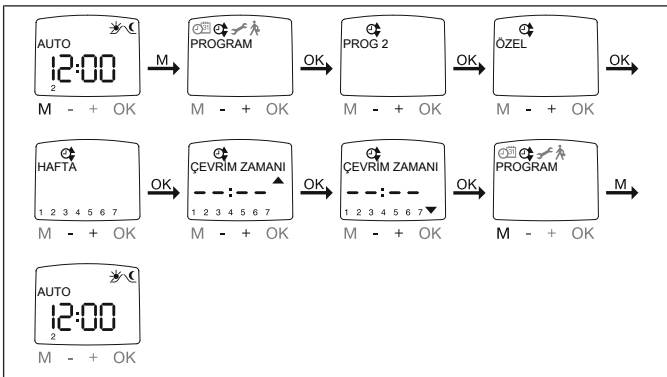 AUTO
12:00
2
M - + OK
M
PROGRAM
M - + OK
OK
PROG 2
M - + OK
OK
ÖZEL
M - + OK
OK
HAFTA
1 2 3 4 5 6 7
M - + OK
OK
ÇEVRİM ZAMANI
--:--
1 2 3 4 5 6 7
M - + OK
OK
ÇEVRİM ZAMANI
--:--
1 2 3 4 5 6 7
M - + OK
OK
PROGRAM
M - + OK
M
AUTO
12:00
2
M - + OK